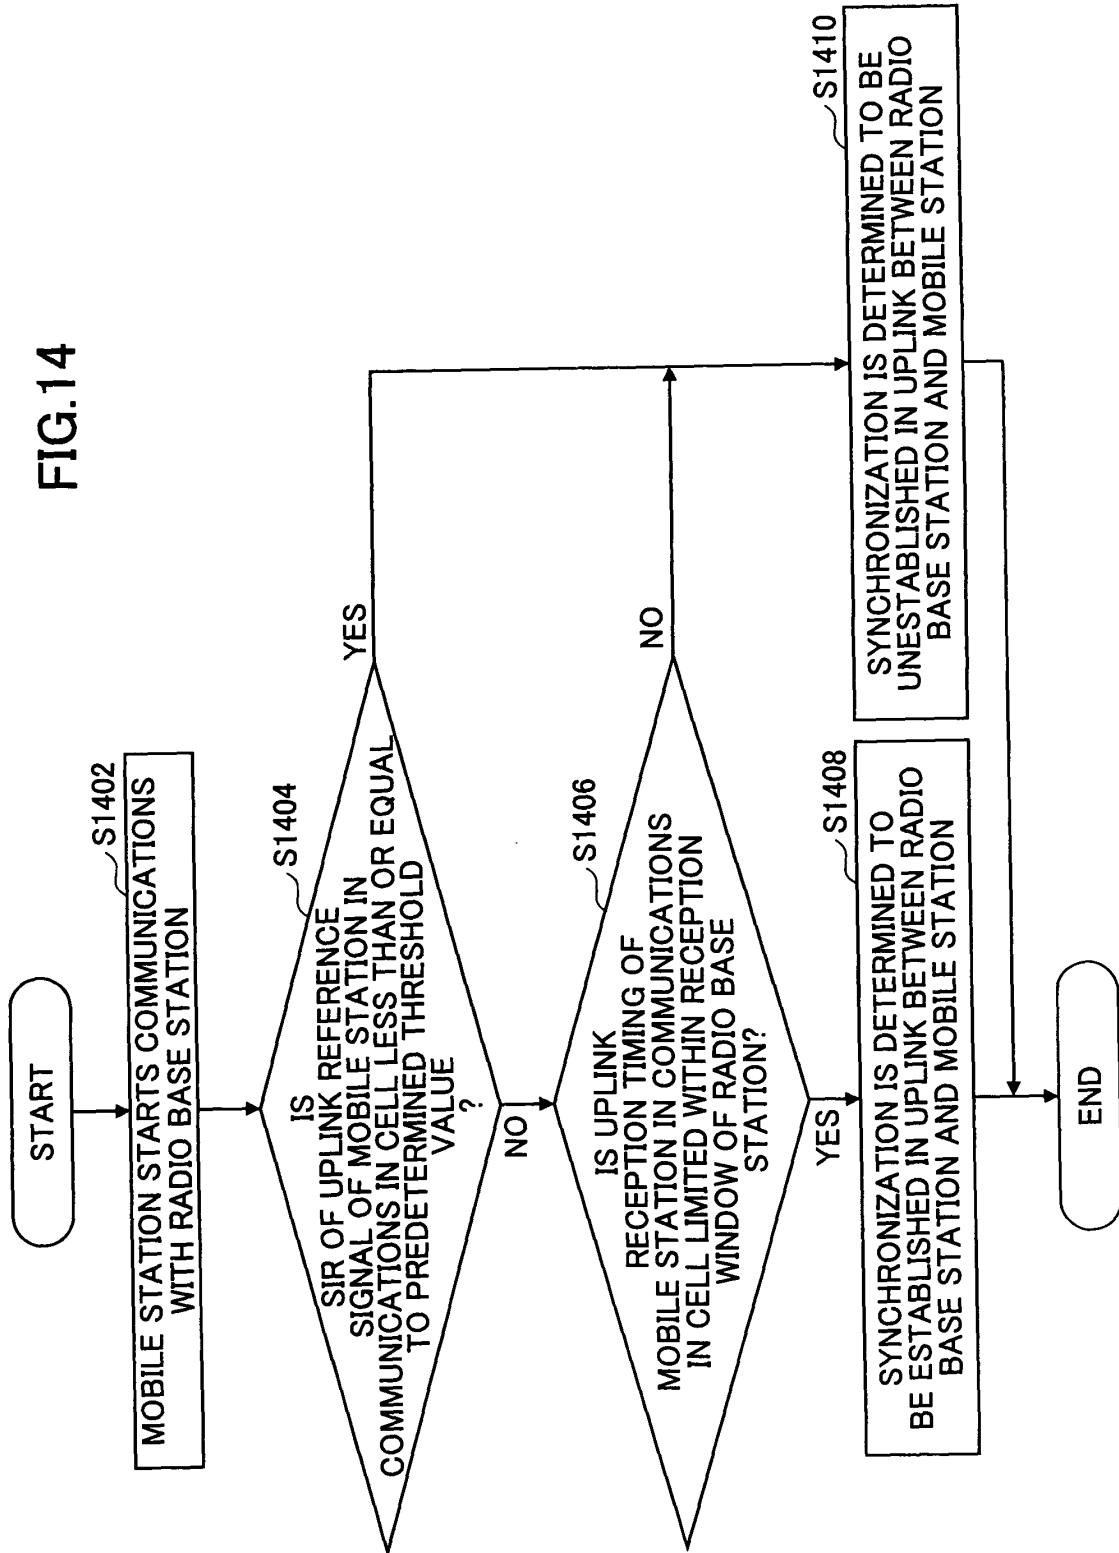 FIG.14
START
S1402
MOBILE STATION STARTS COMMUNICATIONS
WITH RADIO BASE STATION
S1404
IS
SIR OF UPLINK REFERENCE
SIGNAL OF MOBILE STATION IN
COMMUNICATIONS IN CELL LESS THAN OR EQUAL
TO PREDETERMINED THRESHOLD
VALUE
?
YES
NO
S1406
IS UPLINK
RECEPTION TIMING OF
MOBILE STATION IN COMMUNICATIONS
IN CELL LIMITED WITHIN RECEPTION
WINDOW OF RADIO BASE
STATION?
NO
YES
S1408
SYNCHRONIZATION IS DETERMINED TO
BE ESTABLISHED IN UPLINK BETWEEN RADIO
BASE STATION AND MOBILE STATION
S1410
SYNCHRONIZATION IS DETERMINED TO BE
UNESTABLISHED IN UPLINK BETWEEN RADIO
BASE STATION AND MOBILE STATION
END